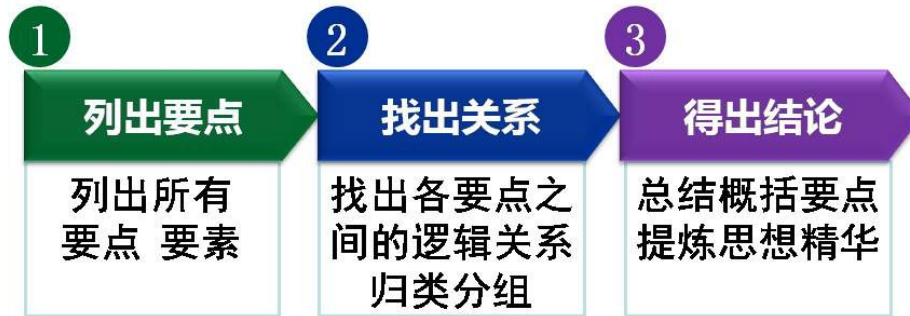 1
列出要点
列出所有
要点 要素
2
找出关系
找出各要点之
间的逻辑关系
归类分组
3
得出结论
总结概括要点
提炼思想精华